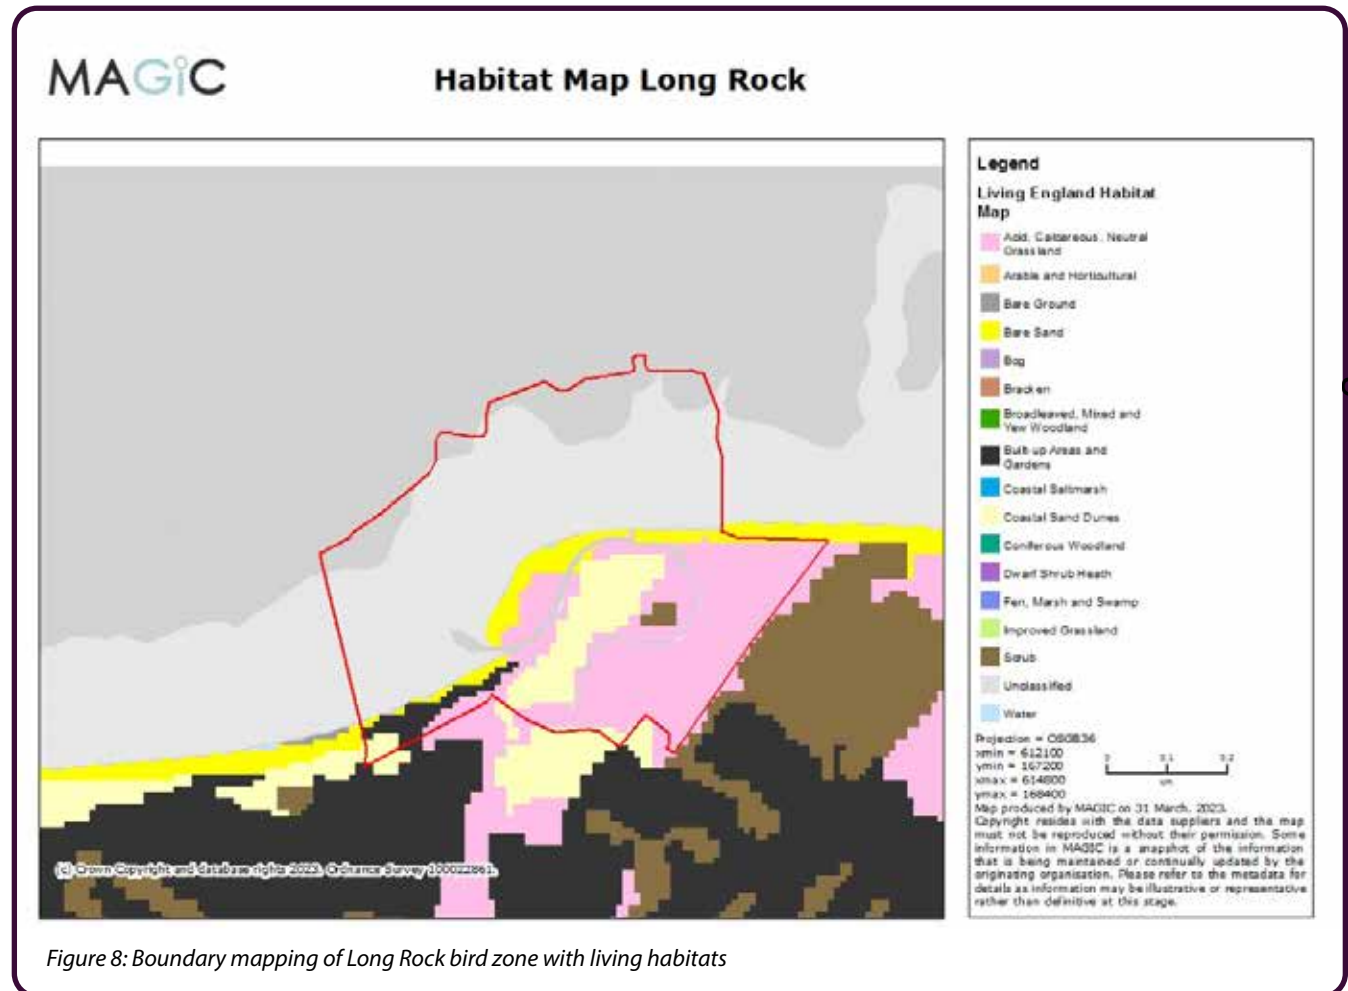 MAGiC
Habitat Map Long Rock
Legend
Living England Habitat
Map
Acid, Calcareous, Neutral
Grassland
Arable and Horticultural
Bare Ground
Bare Sand
Bog
Bracken
Broadleaved, Mixed and
Yew Woodland
Built-up Areas and
Gardens
Coastal Saltmarsh
Coastal Sand Dunes
Coniferous Woodland
Dwarf Shrub Heath
Fen, Marsh and Swamp
Improved Grassland
Scrub
Unclassified
Water
Projection = OSGB36
xmin = 612100
ymin = 167200
xmax = 614800
ymax = 168400
0 0.1 0.2
km
Map produced by MAGIC on 31 March, 2023.
Copyright resides with the data suppliers and the map
must not be reproduced without their permission. Some
information in MAGIC is a snapshot of the information
that is being maintained or continually updated by the
originating organisation. Please refer to the metadata for
details as information may be illustrative or representative
rather than definitive at this stage.
(c) Crown Copyright and database rights 2023. Ordnance Survey 100022861.
Figure 8: Boundary mapping of Long Rock bird zone with living habitats